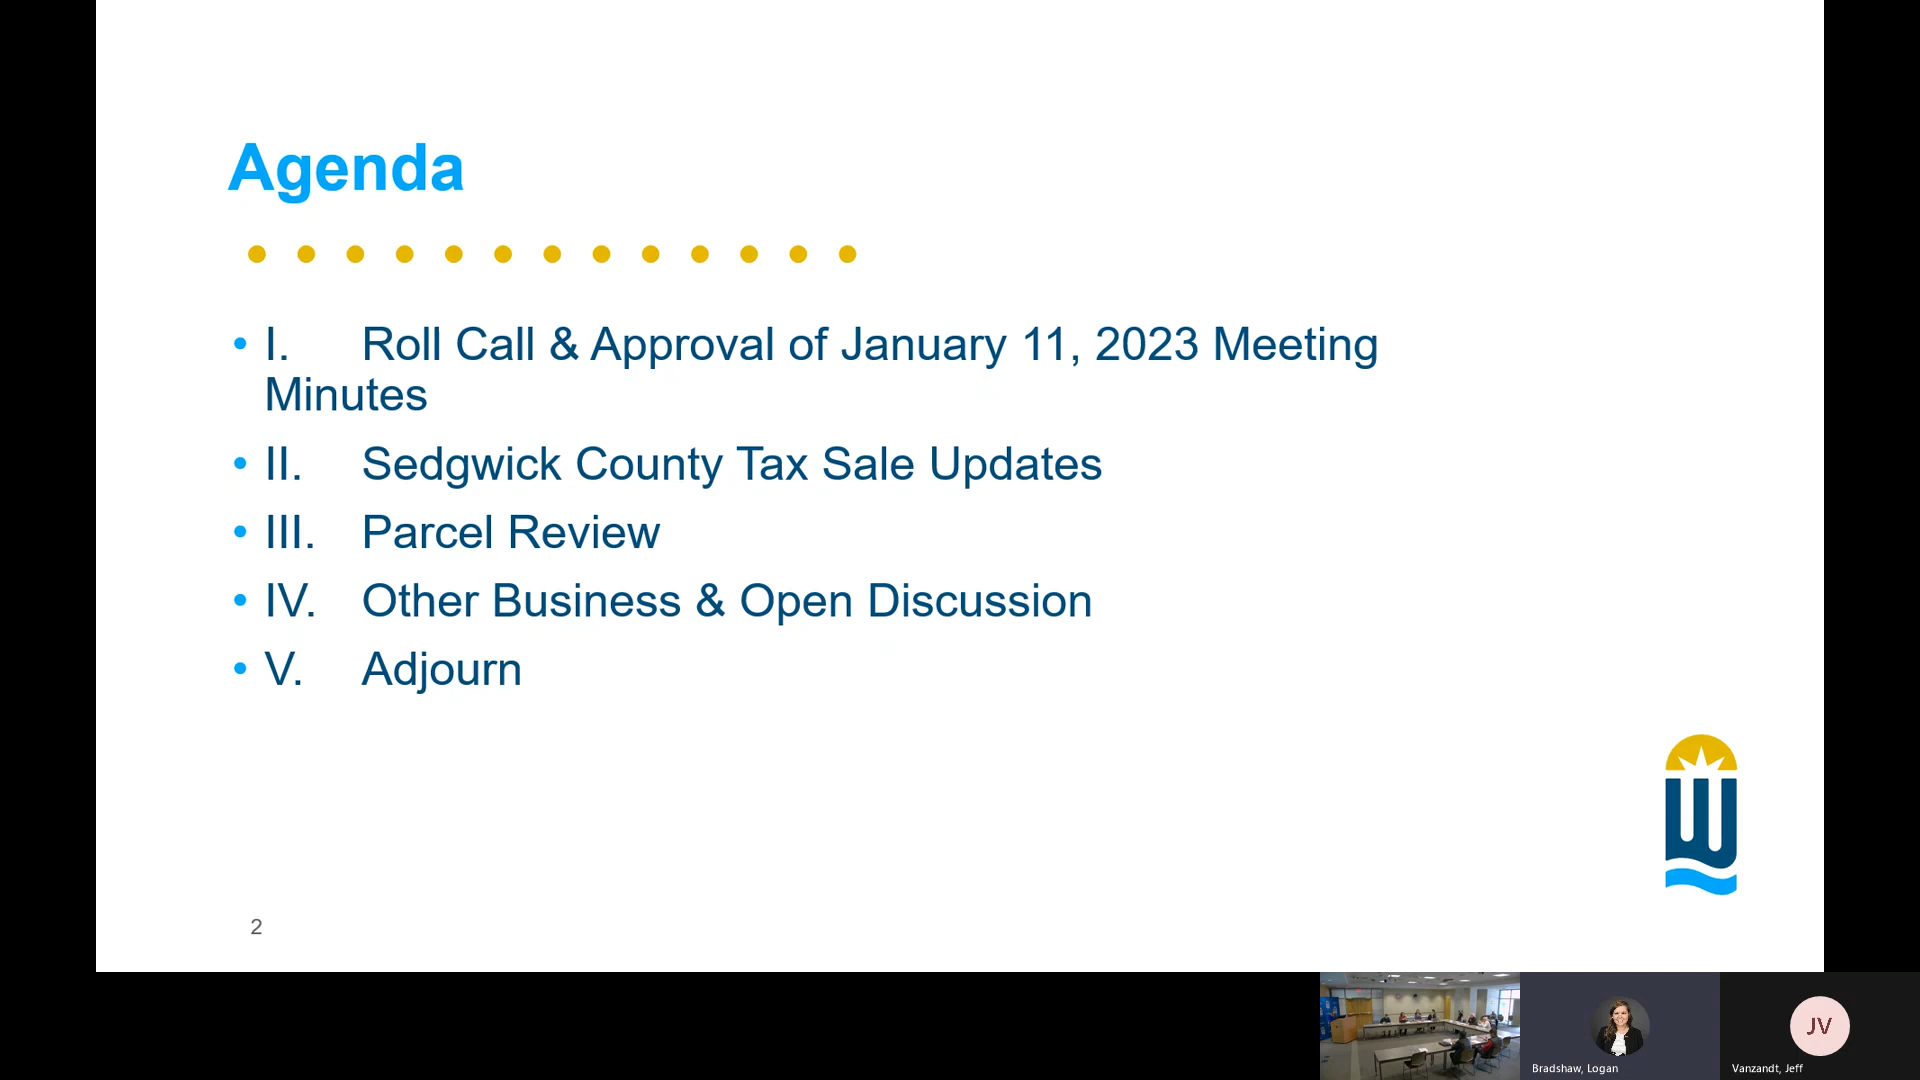 Agenda
• I. Roll Call & Approval of January 11, 2023 Meeting
Minutes
• II. Sedgwick County Tax Sale Updates
• III. Parcel Review
• IV. Other Business & Open Discussion
• V. Adjourn
W
2
JV
Bradshaw, Logan
Vanzandt, Jeff